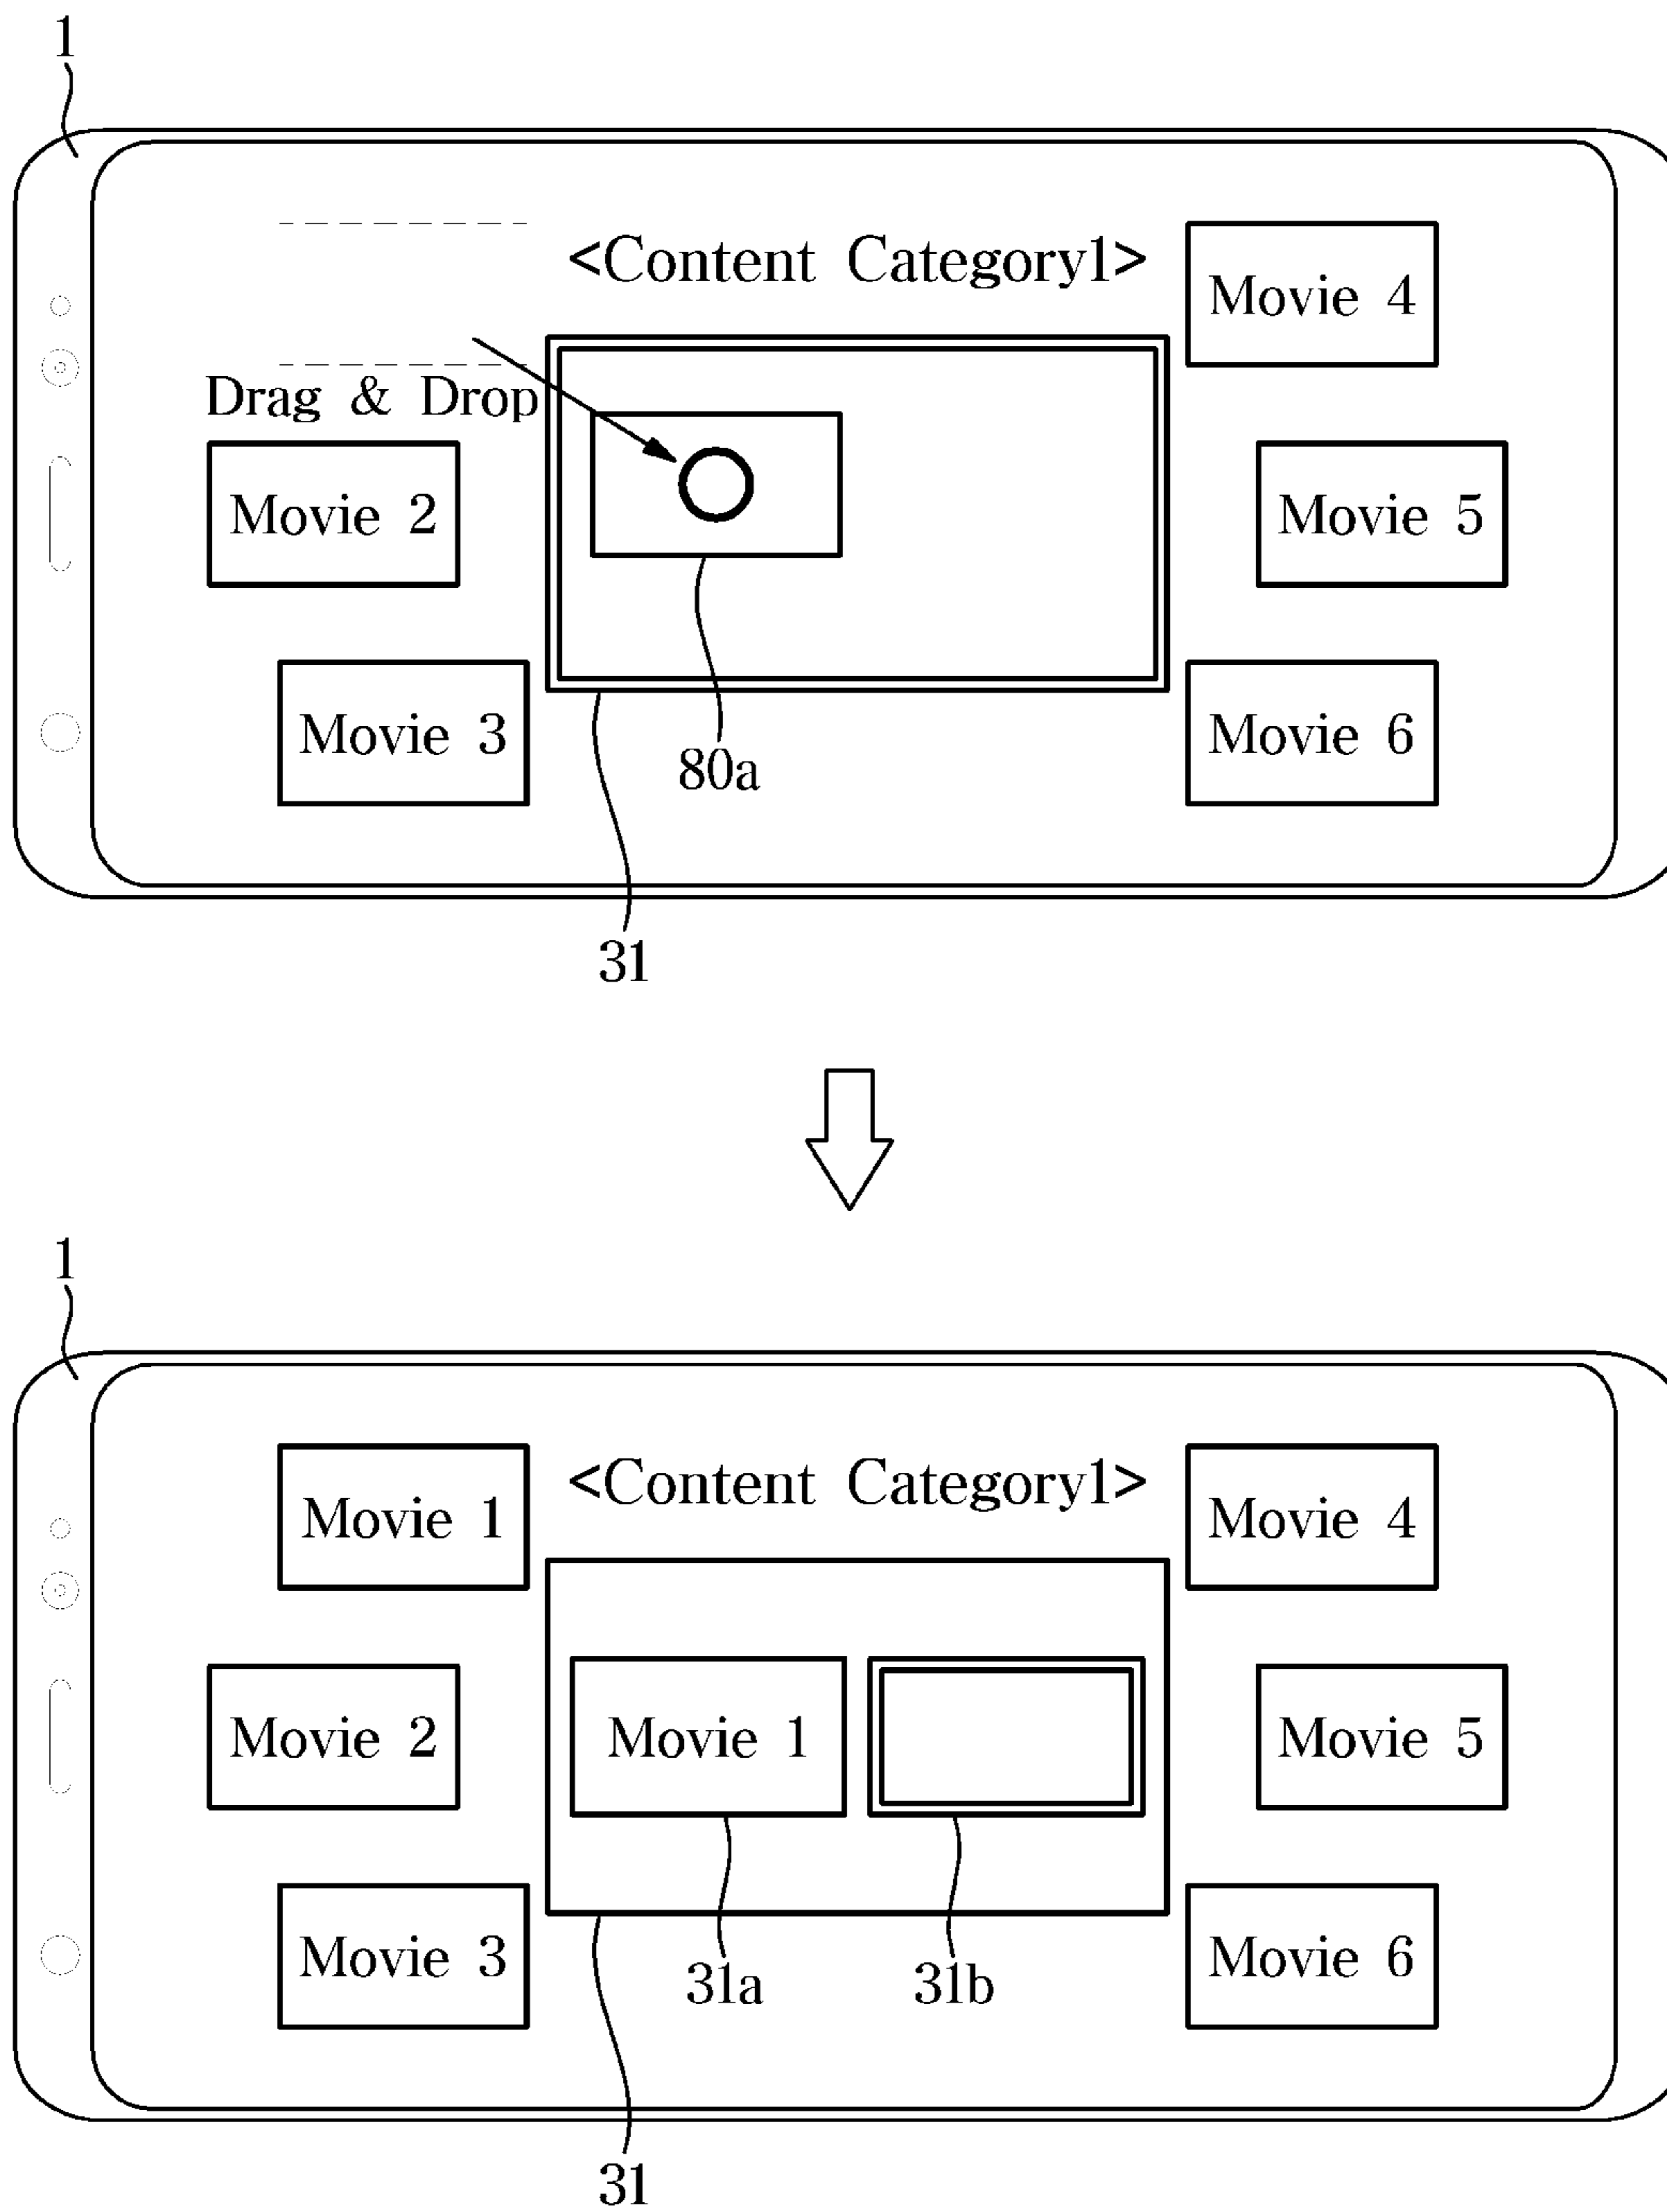 1
<Content Category1>
Movie 4
Drag & Drop
Movie 2
Movie 5
Movie 3
80a
Movie 6
31
1
Movie 1
<Content Category1>
Movie 4
Movie 2
Movie 1
Movie 5
Movie 3
31a
31b
Movie 6
31